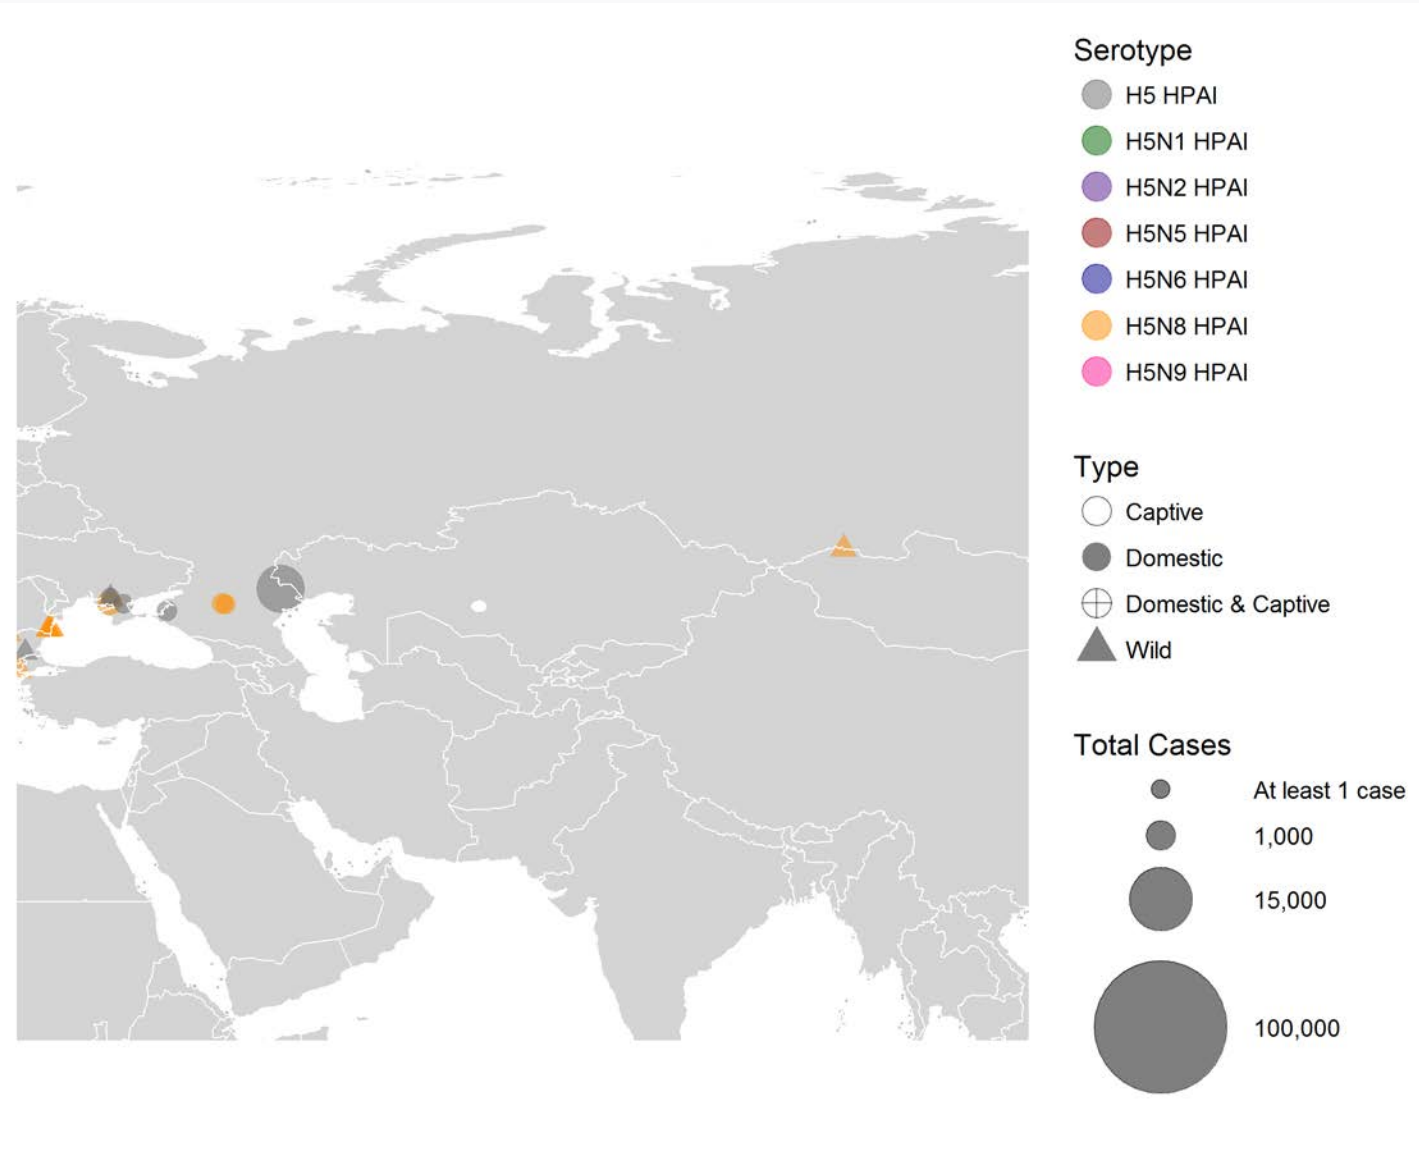 Serotype
H5 HPAI
H5N1 HPAI
H5N2 HPAI
H5N5 HPAI
H5N6 HPAI
H5N8 HPAI
H5N9 HPAI
Type
Captive
Domestic
Domestic & Captive
Wild
Total Cases
At least 1 case
1,000
15,000
100,000